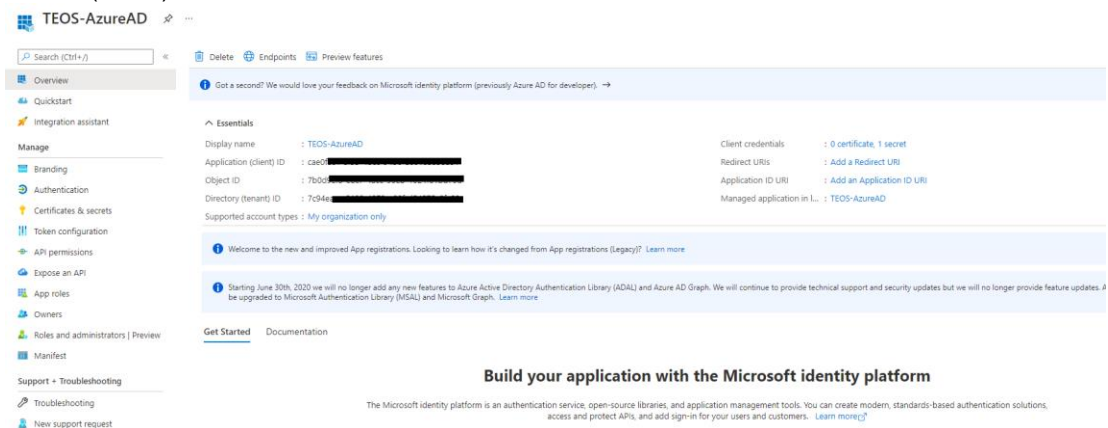 TEOS-AzureAD
Search (Ctrl+/)
Delete Endpoints Preview features
Overview
Quickstart
Integration assistant
Manage
Branding
Authentication
Certificates & secrets
Token configuration
API permissions
Expose an API
App roles
Owners
Roles and administrators | Preview
Manifest
Support + Troubleshooting
Troubleshooting
New support request
Got a second? We would love your feedback on Microsoft identity platform (previously Azure AD for developer). →
Essentials
Display name : TEOS-AzureAD
Application (client) ID : cae0f
Object ID : 7b0d
Directory (tenant) ID : 7c94e
Supported account types : My organization only
Client credentials : 0 certificate, 1 secret
Redirect URIs : Add a Redirect URI
Application ID URI : Add an Application ID URI
Managed application in l... : TEOS-AzureAD
Welcome to the new and improved App registrations. Looking to learn how it's changed from App registrations (Legacy)? Learn more
Starting June 30th, 2020 we will no longer add any new features to Azure Active Directory Authentication Library (ADAL) and Azure AD Graph. We will continue to provide technical support and security updates but we will no longer provide feature updates. A
be upgraded to Microsoft Authentication Library (MSAL) and Microsoft Graph. Learn more
Get Started Documentation
Build your application with the Microsoft identity platform
The Microsoft identity platform is an authentication service, open-source libraries, and application management tools. You can create modern, standards-based authentication solutions,
access and protect APIs, and add sign-in for your users and customers. Learn more